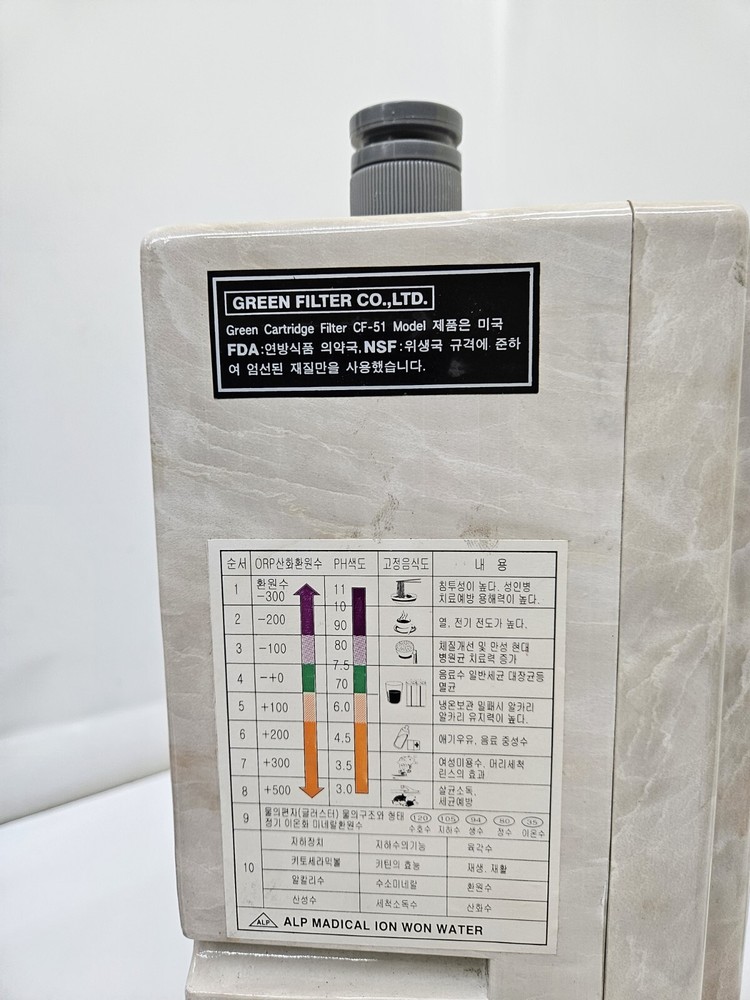 GREEN FILTER CO.,LTD.
Green Cartridge Filter CF-51 Model 제품은 미국
FDA:연방식품 의약국, NSF:위생국 규격에 준하
여 엄선된 재질만을 사용했습니다.
순서 ORP산화환원수 PH색도 고정음식도 내 용
1 환원수 -300 11 침투성이 높다. 성인병
치료예방 용해력이 높다.
10
2 -200 90 열, 전기 전도가 높다.
3 -100 80 체질개선 및 만성 현대
병원균 치료력 증가
7.5
4 -+0 70 음료수 일반세균 대장균등
멸균
5 +100 6.0 냉온보관 밀폐시 알카리
알카리 유지력이 높다.
6 +200 4.5 애기우유, 음료 중성수
7 +300 3.5 여성미용수, 머리세척
린스의 효과
8 +500 3.0 살균소독,
세균예방
9 물의편자(글러스터) 물의구조와 형태 120 105 94 80 35
정기 이온화 미네랄환원수 수호수 지하수 생수 정수 이온수
10 자하장치 지하수의기능 육각수
키토세라믹볼 키틴의 효능 재생, 재활
알칼리수 수소미네랄 환원수
산성수 세척소독수 산화수
ALP ALP MADICAL ION WON WATER